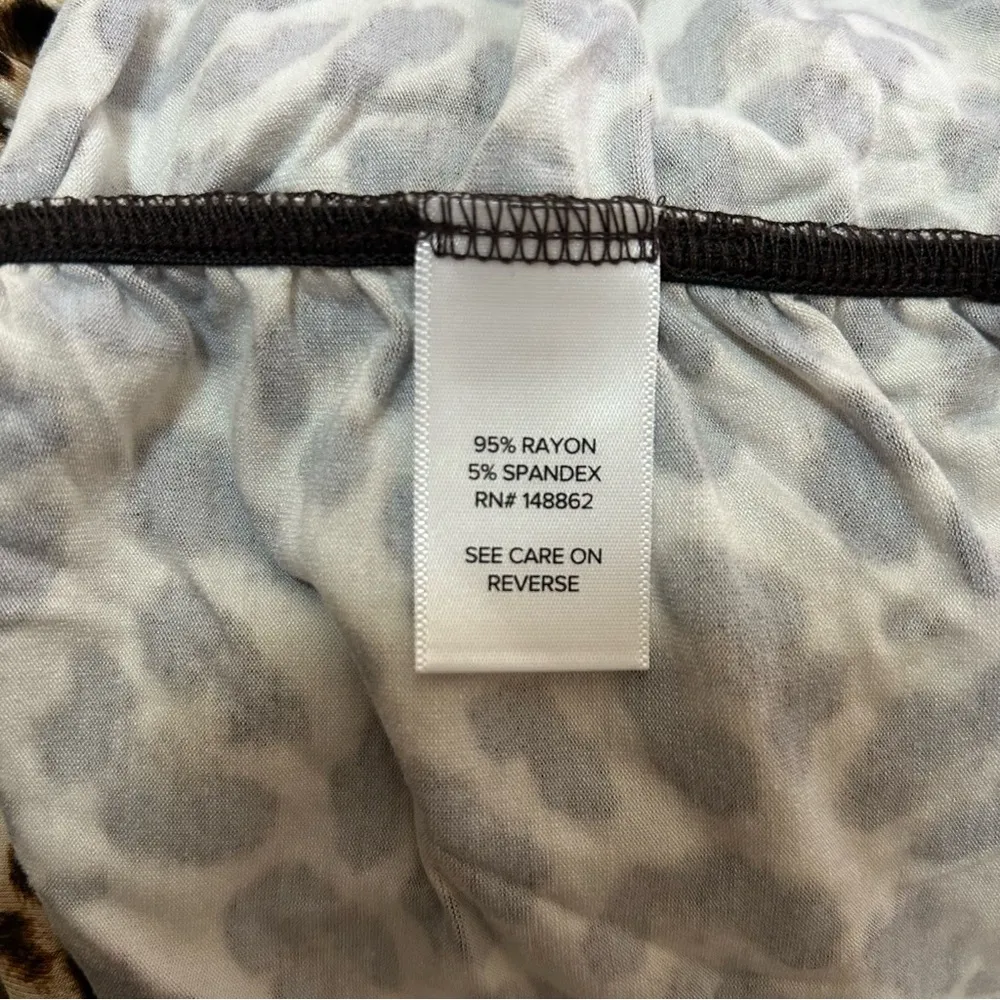 95% RAYON
5% SPANDEX
RN# 148862
SEE CARE ON
REVERSE